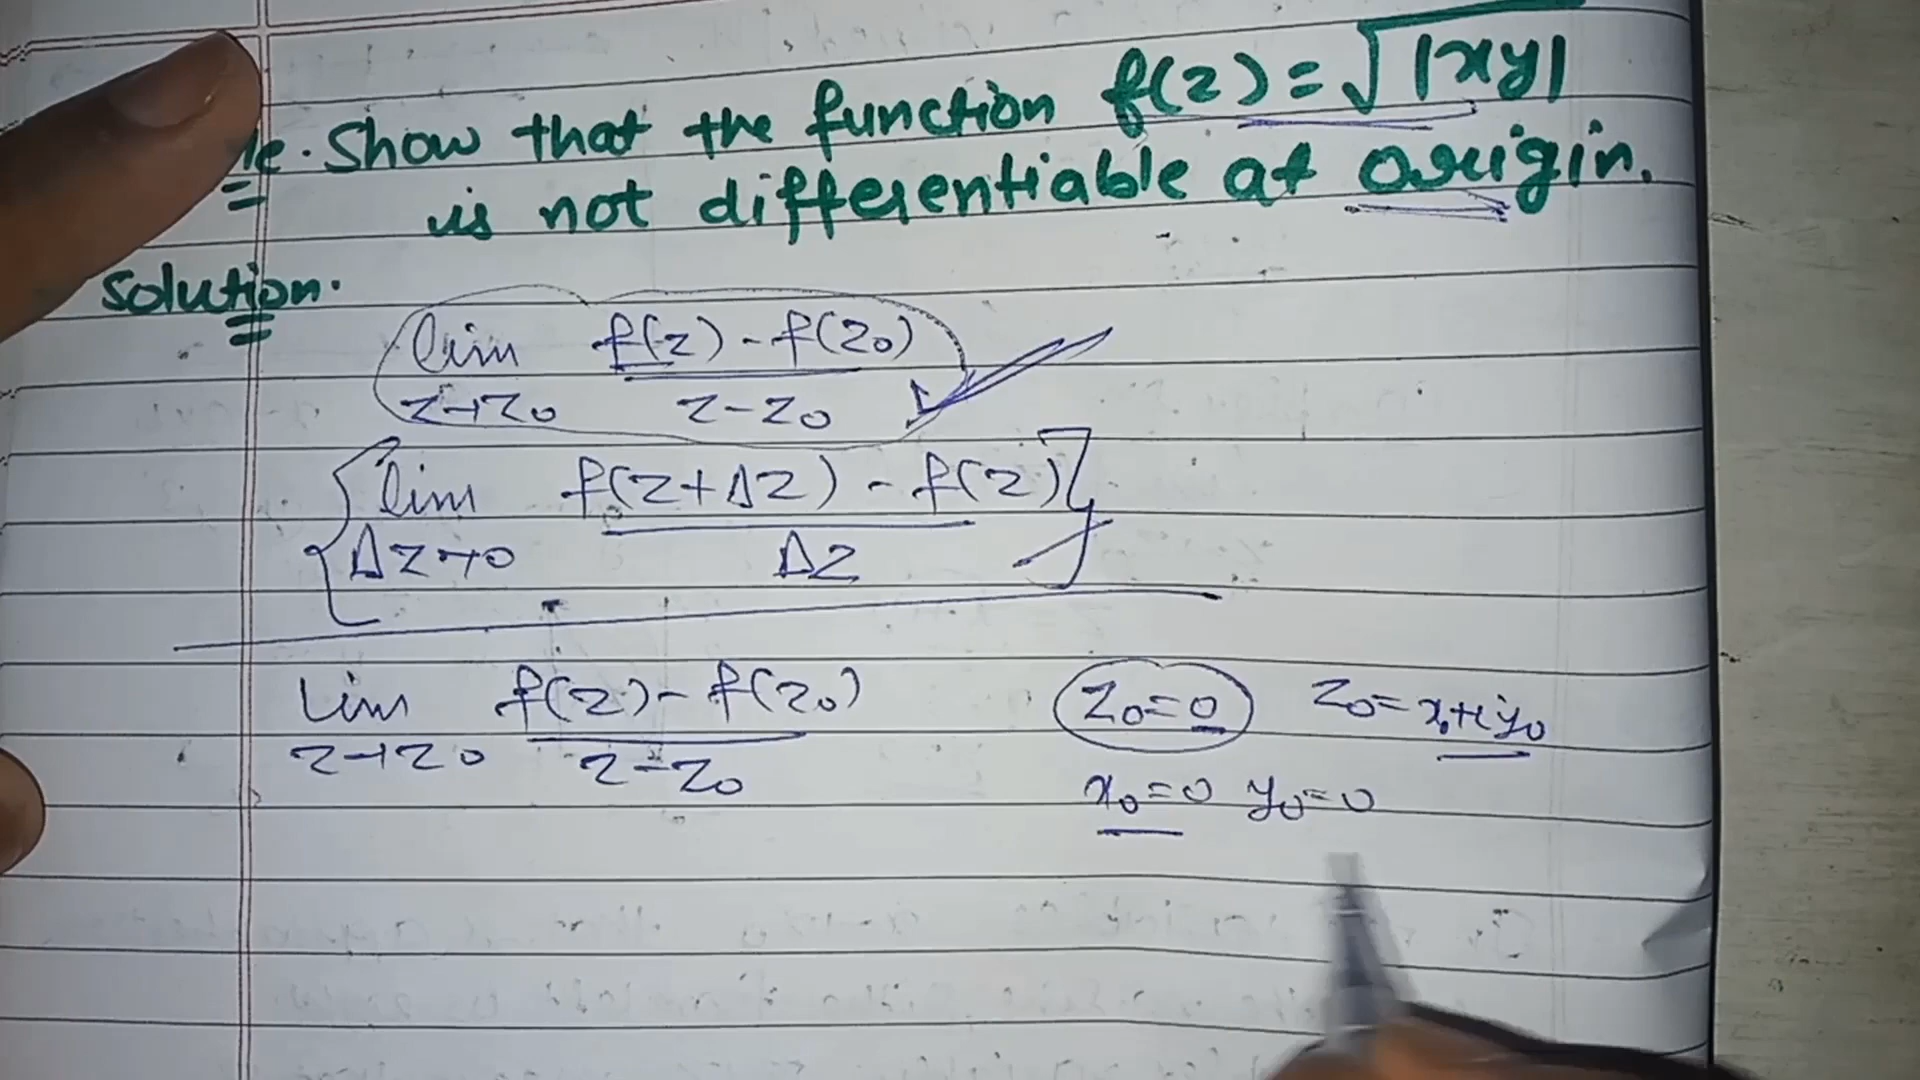 le. Show that the function f(z) = √|xy|
is not differentiable at origin.
Solution.
lim f(z) - f(z₀)
z→z₀ z-z₀
lim f(z+Δz) - f(z)
Δz→0 Δz
lim f(z) - f(z₀) z₀=0 z₀= x₀+iy₀
z→z₀ z-z₀
x₀=0 y₀=0